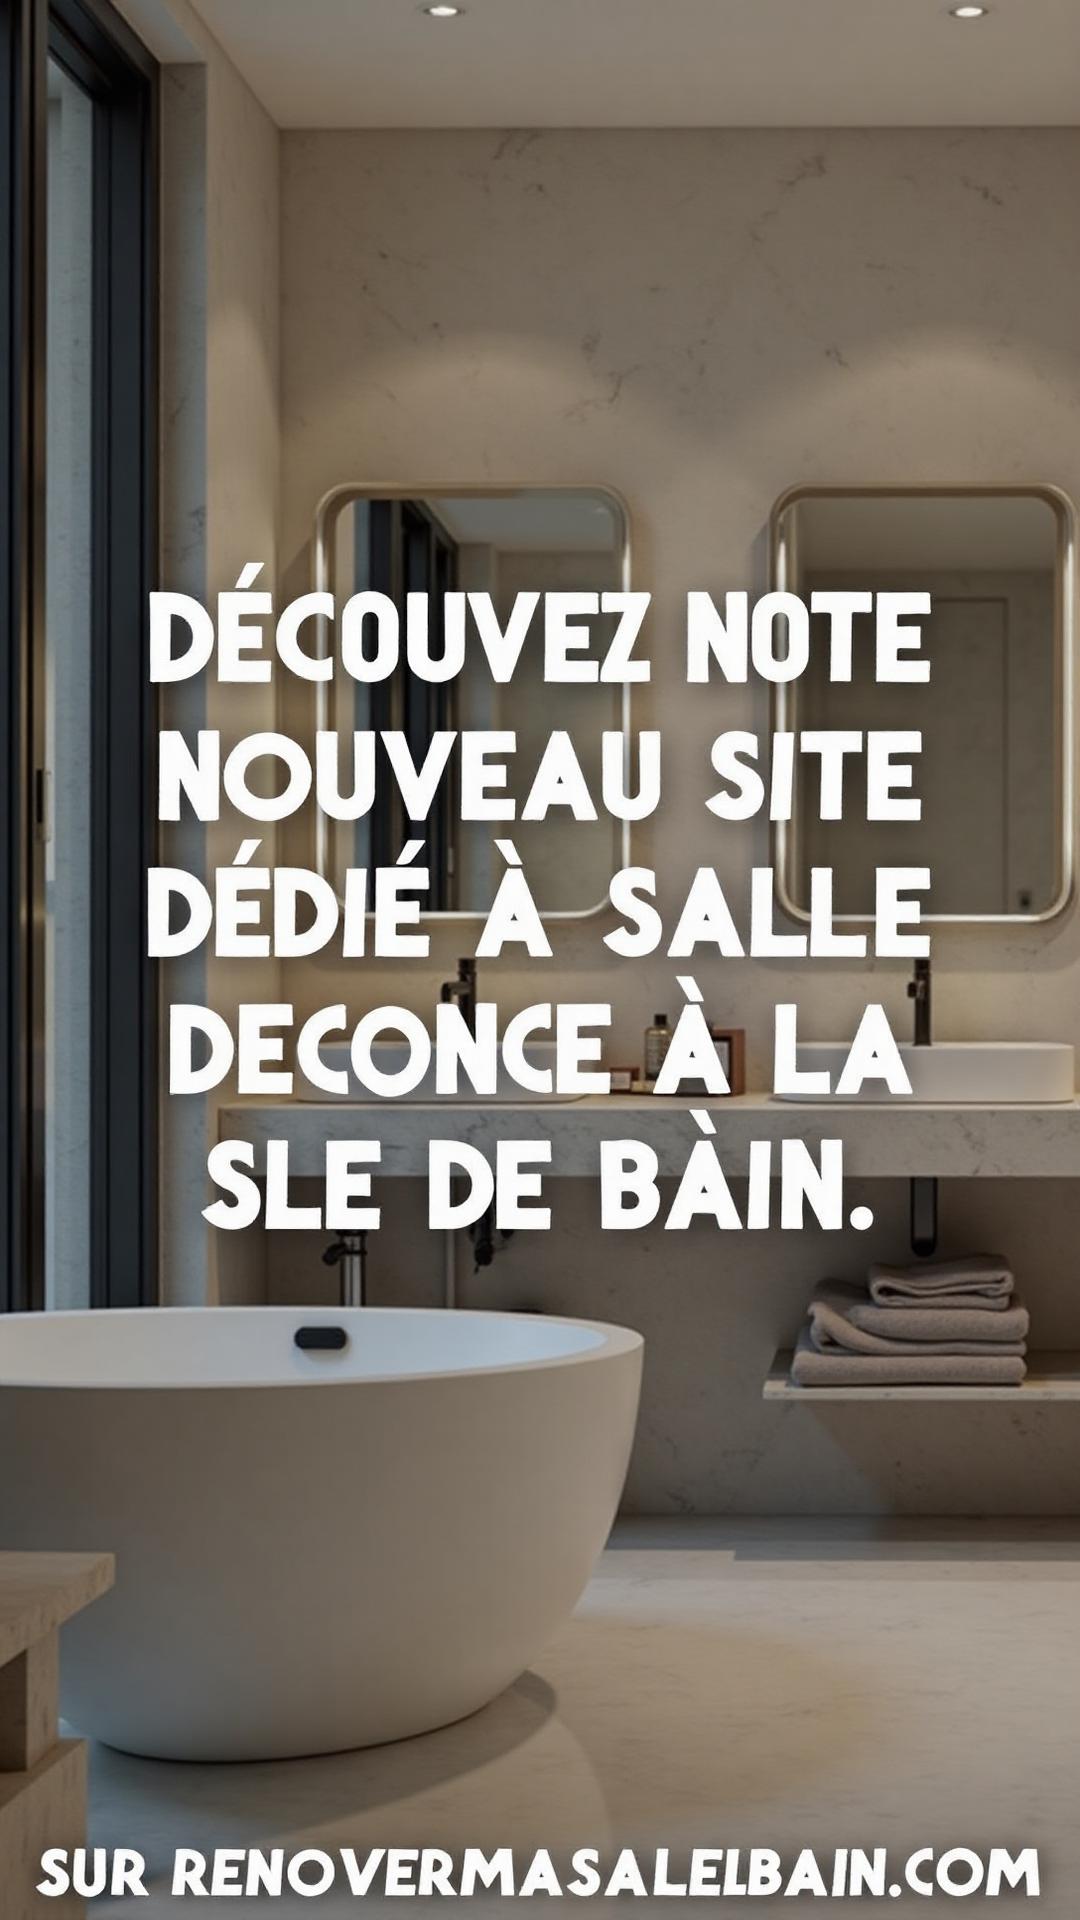 DÉCOUVEZ NOTE
NOUVEAU SITE
DÉDIÉ À SALLE
DECONCE À LA
SLE DE BÀIN.
SUR RENOVERMASALELBAIN.COM